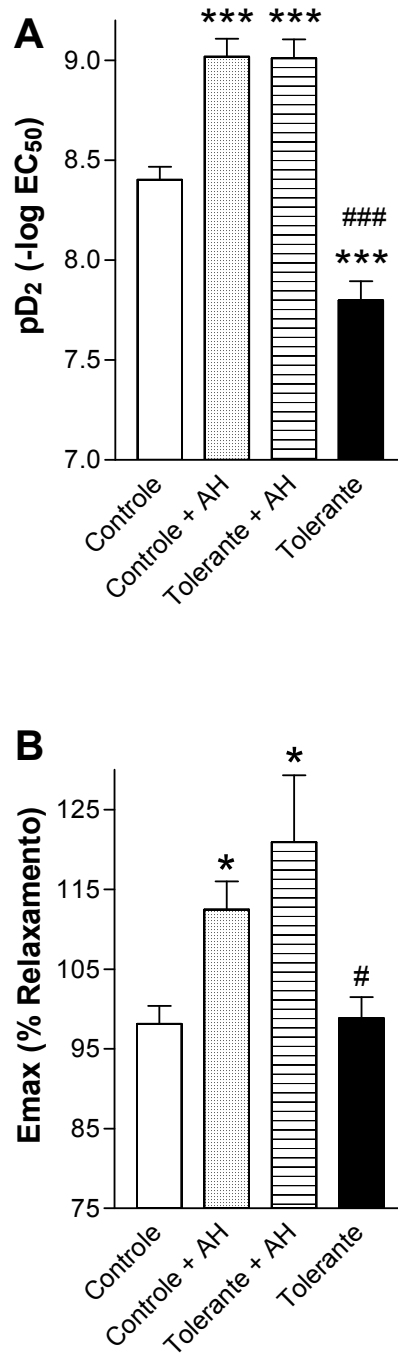 A
pD₂ (-log EC₅₀)
9.0
8.5
8.0
7.5
7.0
***
***
###
***
Controle
Controle + AH
Tolerante + AH
Tolerante
B
Emax (% Relaxamento)
125
115
105
95
85
75
*
*
#
Controle
Controle + AH
Tolerante + AH
Tolerante